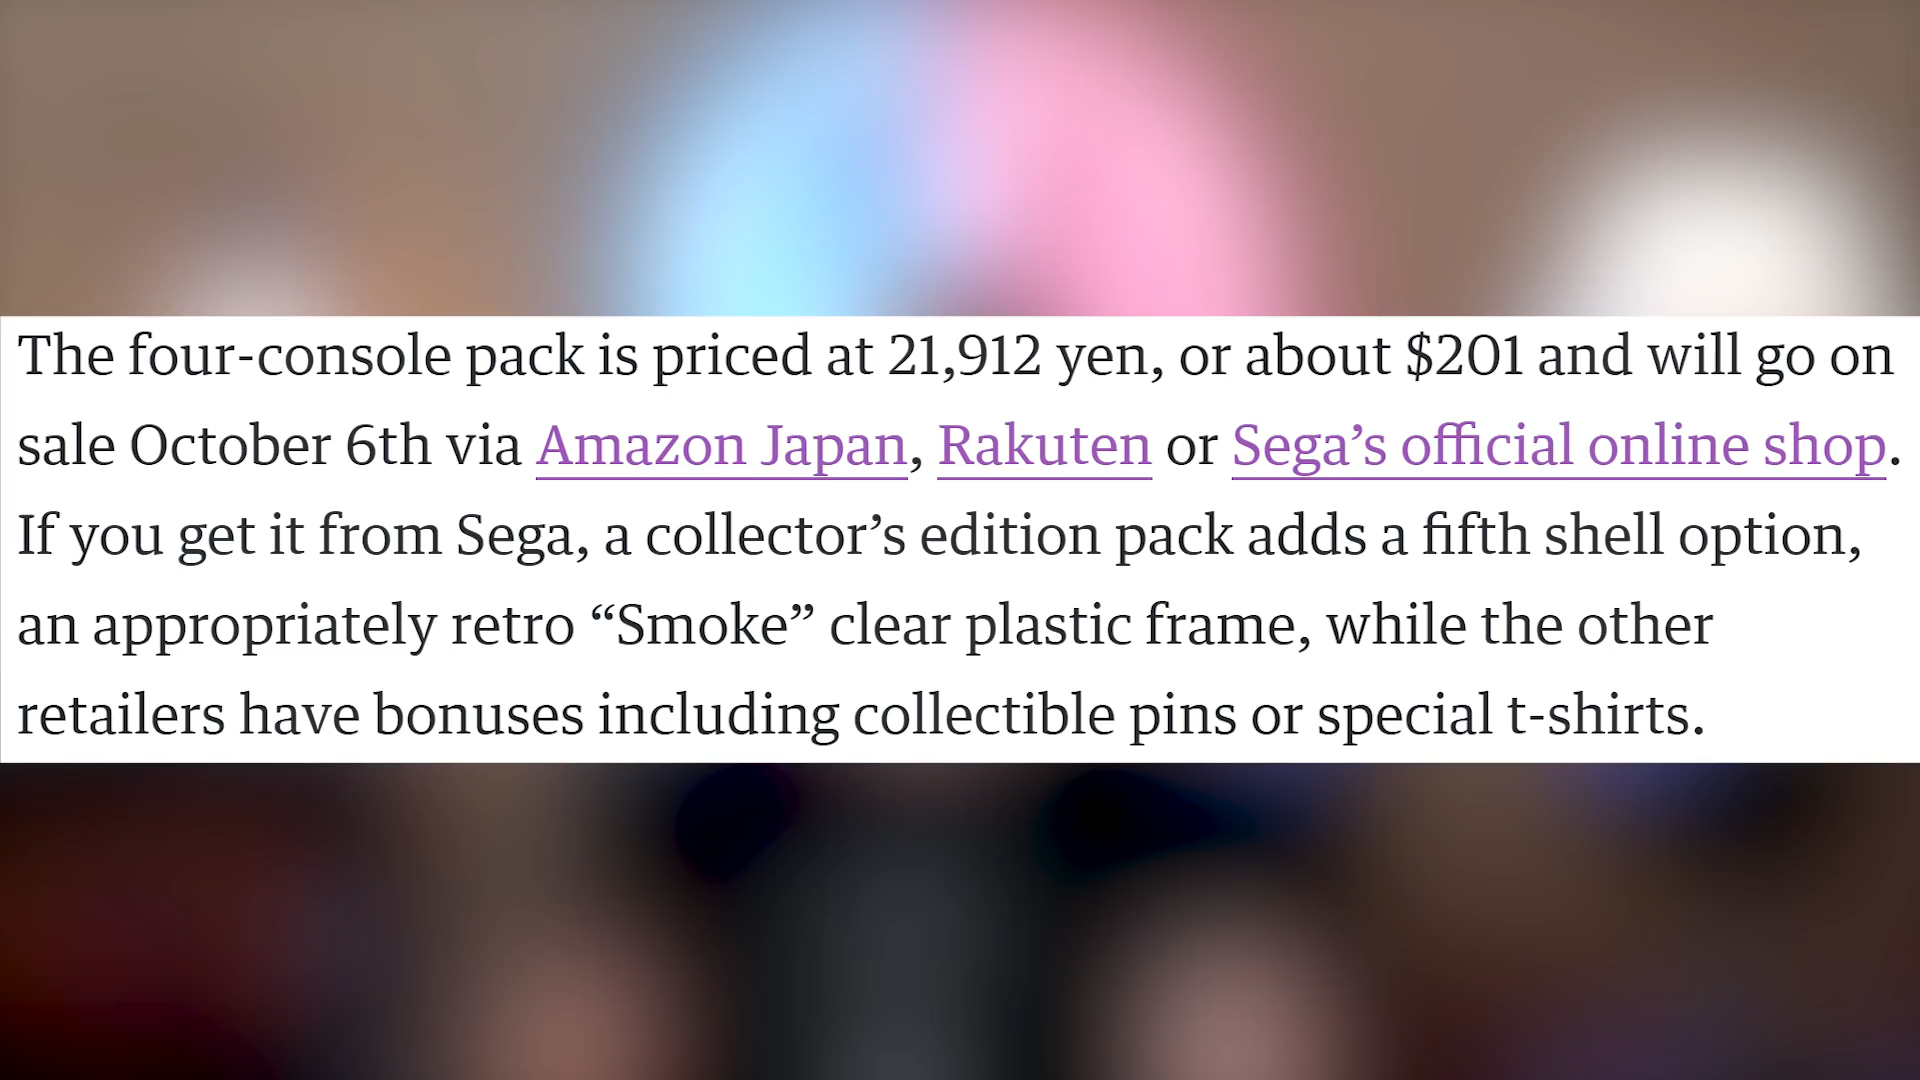 The four-console pack is priced at 21,912 yen, or about $201 and will go on
sale October 6th via Amazon Japan, Rakuten or Sega’s official online shop.
If you get it from Sega, a collector’s edition pack adds a fifth shell option,
an appropriately retro “Smoke” clear plastic frame, while the other
retailers have bonuses including collectible pins or special t-shirts.